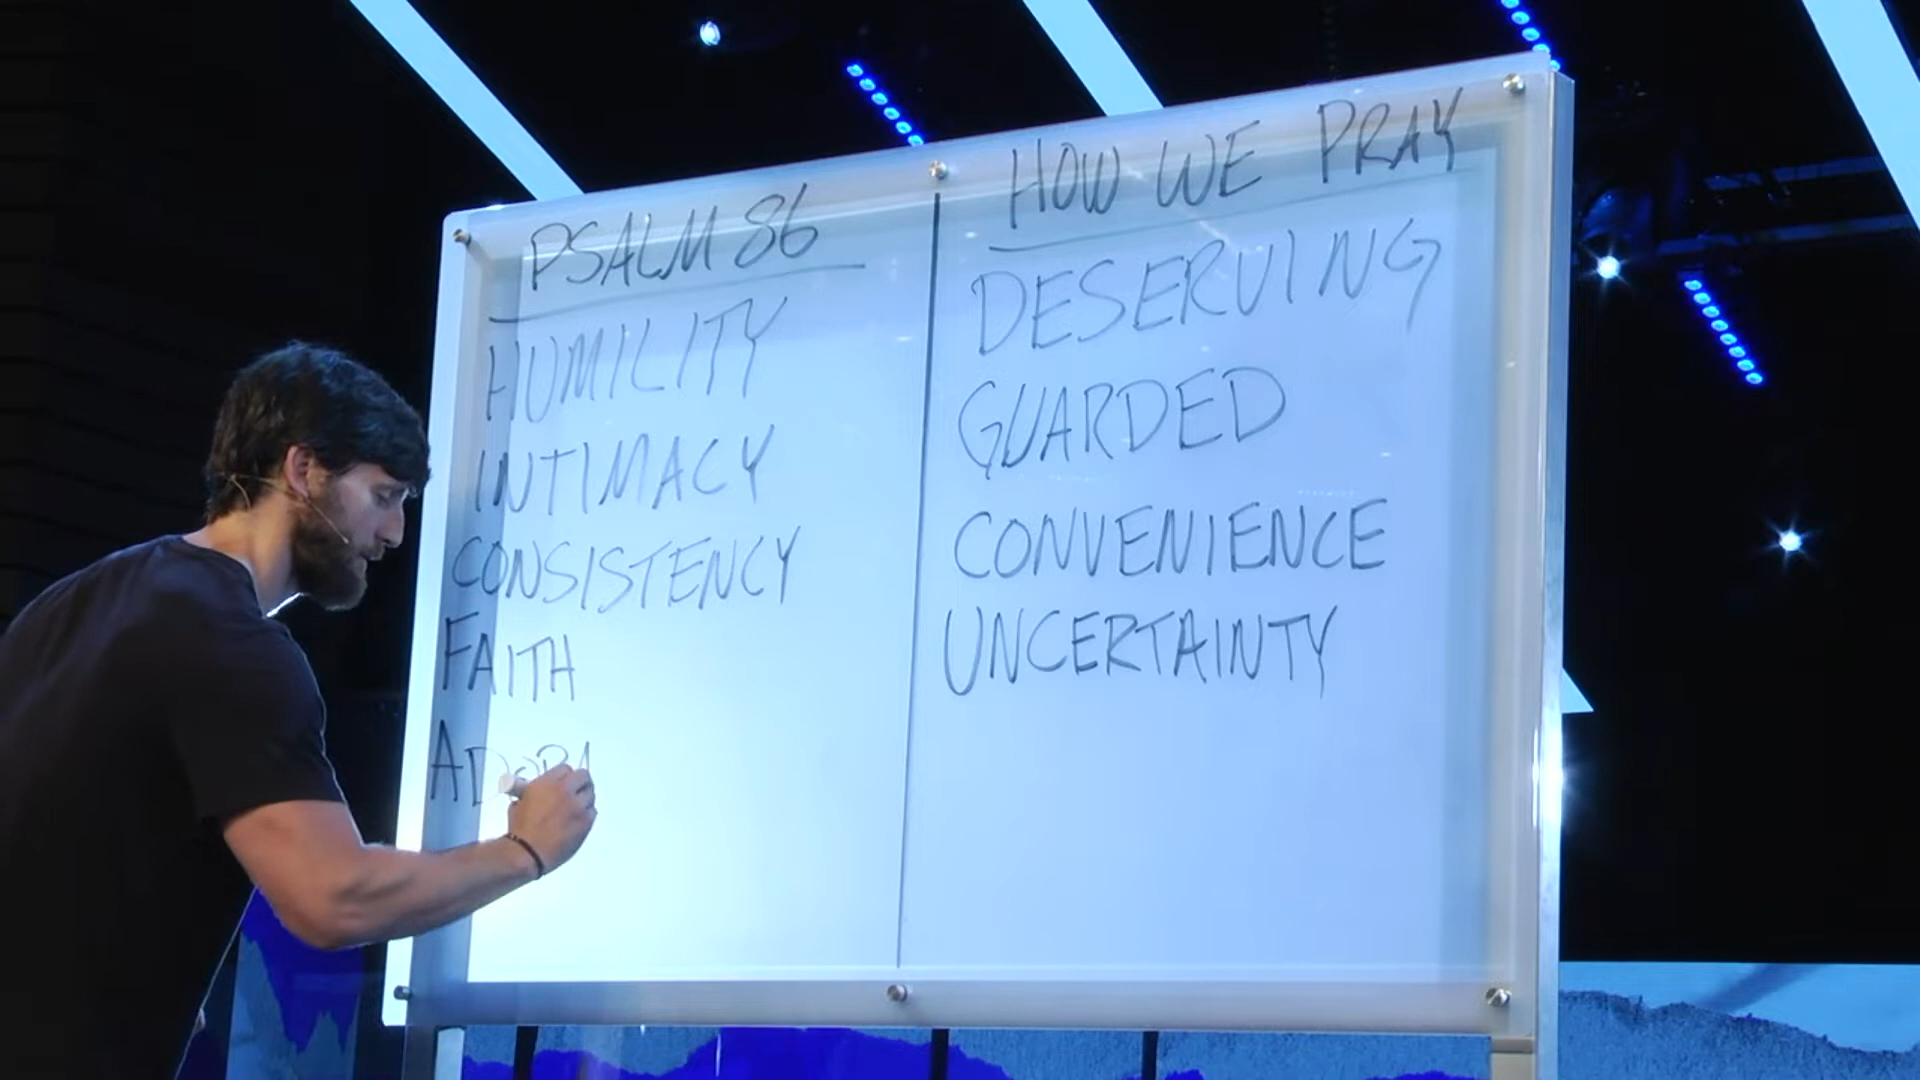 PSALM 86
HUMILITY
INTIMACY
CONSISTENCY
FAITH
HOW WE PRAY
DESERVING
GUARDED
CONVENIENCE
UNCERTAINTY